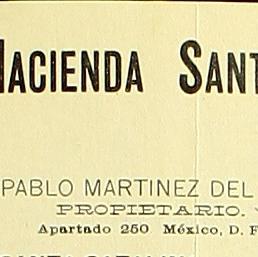 HACIENDA SANT
PABLO MARTINEZ DEL
PROPIETARIO.
Apartado 250 México, D. F